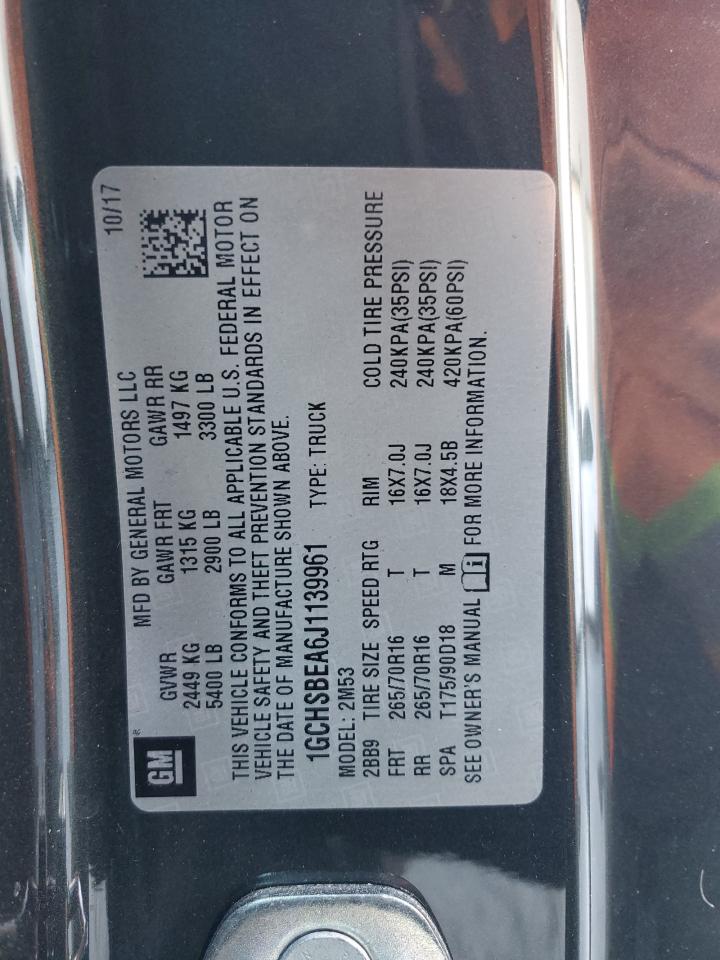 GM ®
MFD BY GENERAL MOTORS LLC 10/17
GVWR GAWR FRT GAWR RR
2449 KG 1315 KG 1497 KG
5400 LB 2900 LB 3300 LB
THIS VEHICLE CONFORMS TO ALL APPLICABLE U.S. FEDERAL MOTOR
VEHICLE SAFETY AND THEFT PREVENTION STANDARDS IN EFFECT ON
THE DATE OF MANUFACTURE SHOWN ABOVE.
1GCHSBEA6J1139961 TYPE: TRUCK
MODEL: 2M53
2BB9 TIRE SIZE SPEED RTG RIM COLD TIRE PRESSURE
FRT 265/70R16 T 16X7.0J 240KPA(35PSI)
RR 265/70R16 T 16X7.0J 240KPA(35PSI)
SPA T175/90D18 M 18X4.5B 420KPA(60PSI)
SEE OWNER'S MANUAL i FOR MORE INFORMATION.